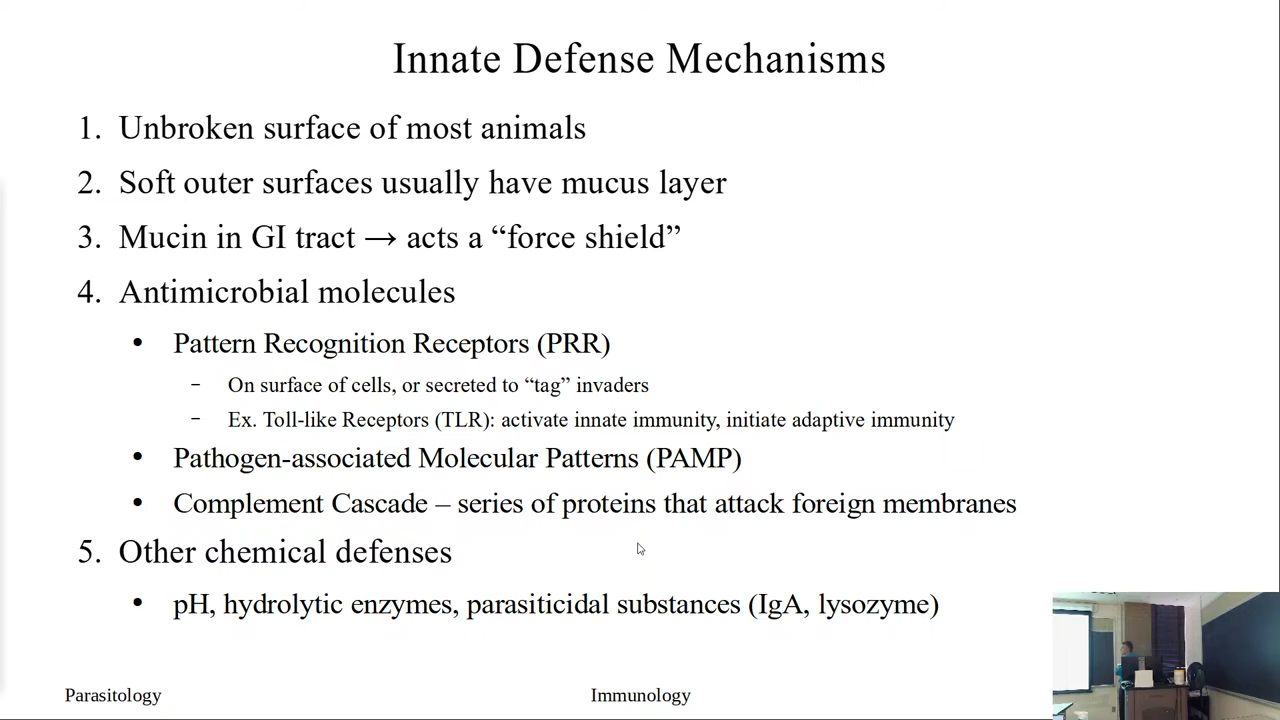 Innate Defense Mechanisms
1. Unbroken surface of most animals
2. Soft outer surfaces usually have mucus layer
3. Mucin in GI tract → acts a “force shield”
4. Antimicrobial molecules
• Pattern Recognition Receptors (PRR)
– On surface of cells, or secreted to “tag” invaders
– Ex. Toll-like Receptors (TLR): activate innate immunity, initiate adaptive immunity
• Pathogen-associated Molecular Patterns (PAMP)
• Complement Cascade – series of proteins that attack foreign membranes
5. Other chemical defenses
• pH, hydrolytic enzymes, parasiticidal substances (IgA, lysozyme)
Parasitology
Immunology